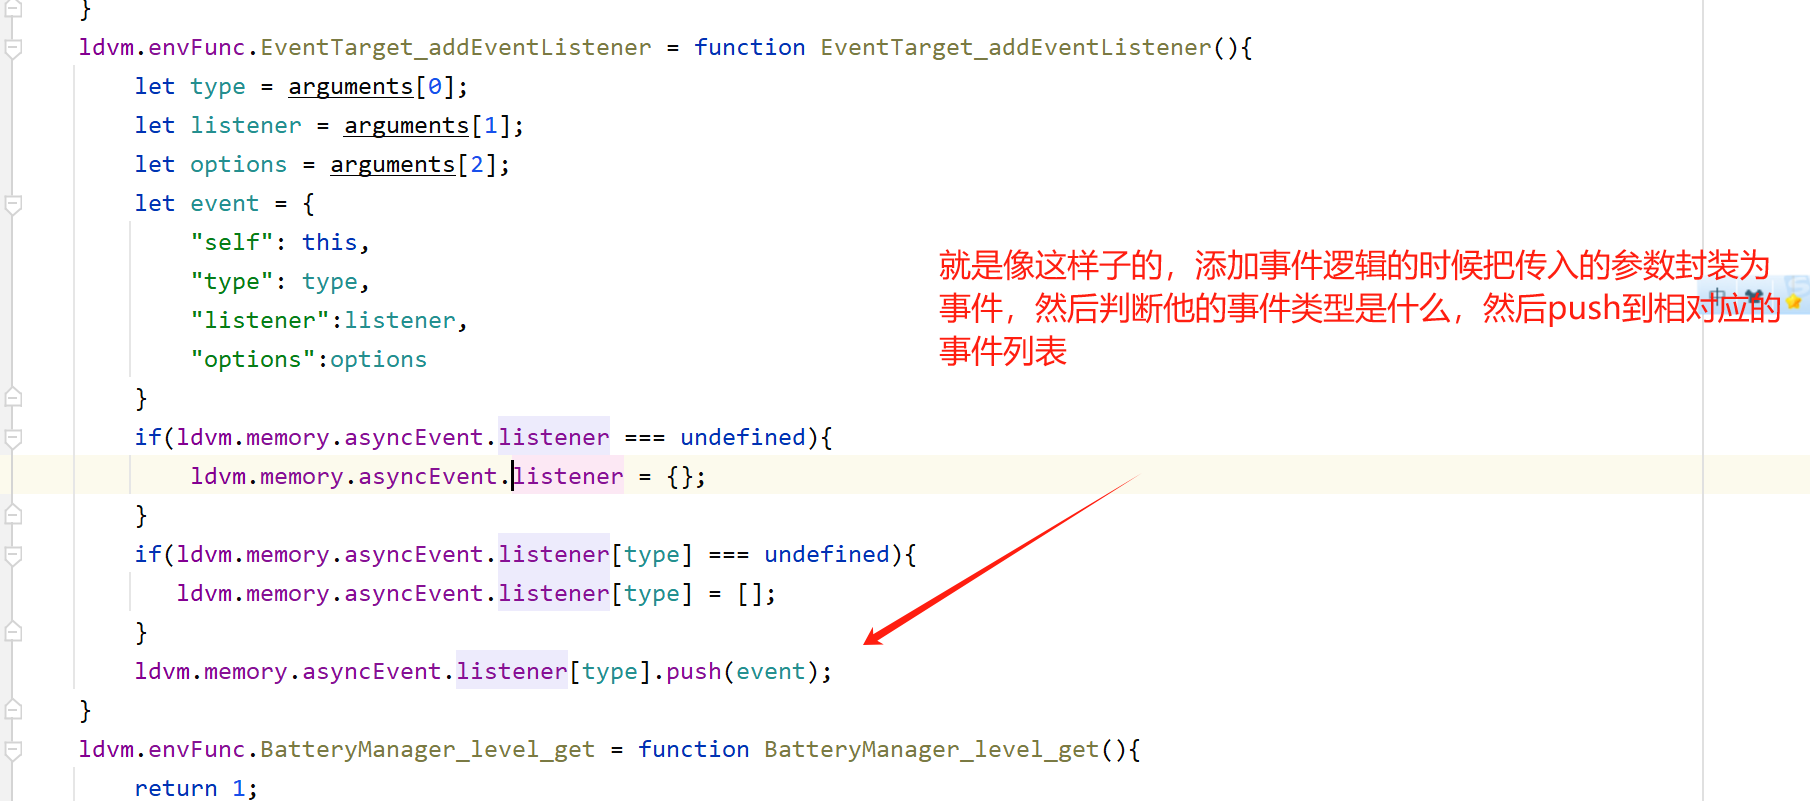 }
ldvm.envFunc.EventTarget_addEventListener = function EventTarget_addEventListener(){
let type = arguments[0];
let listener = arguments[1];
let options = arguments[2];
let event = {
"self": this,
"type": type,
"listener":listener,
"options":options
}
就是像这样子的，添加事件逻辑的时候把传入的参数封装为
事件，然后判断他的事件类型是什么，然后push到相对应的
事件列表
中
if(ldvm.memory.asyncEvent.listener === undefined){
ldvm.memory.asyncEvent.listener = {};
}
if(ldvm.memory.asyncEvent.listener[type] === undefined){
ldvm.memory.asyncEvent.listener[type] = [];
}
ldvm.memory.asyncEvent.listener[type].push(event);
}
ldvm.envFunc.BatteryManager_level_get = function BatteryManager_level_get(){
return 1;